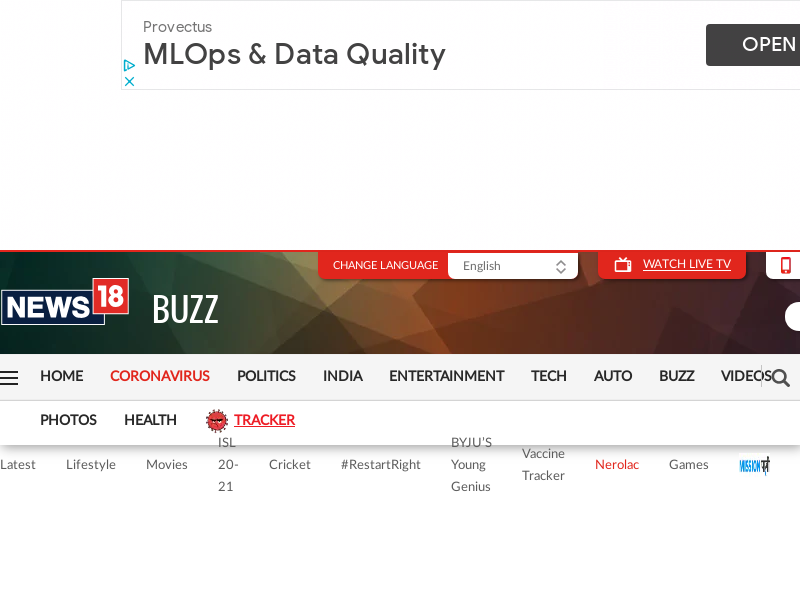 Provectus
MLOps & Data Quality
OPEN
CHANGE LANGUAGE
English
WATCH LIVE TV
NEWS 18
BUZZ
HOME CORONAVIRUS POLITICS INDIA ENTERTAINMENT TECH AUTO BUZZ VIDEOS
PHOTOS HEALTH TRACKER
Latest
Lifestyle
Movies
ISL
20-
21
Cricket
#RestartRight
BYJU'S
Young
Genius
Vaccine
Tracker
Nerolac
Games
MISSION